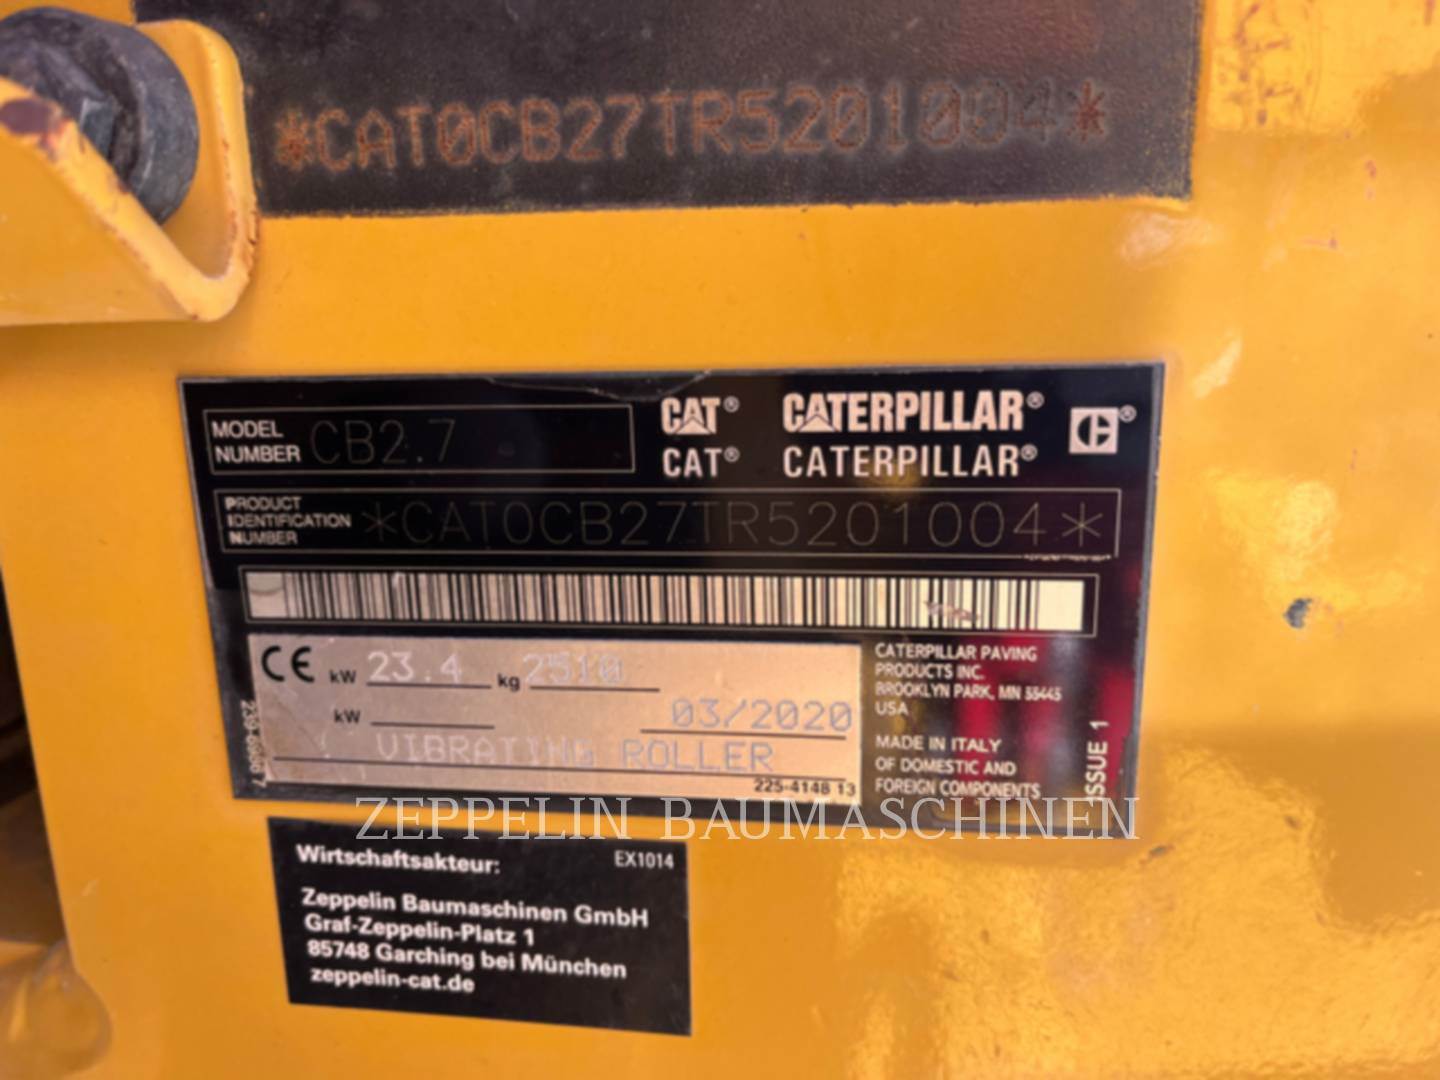 *CAT0CB27TR5201004*
MODEL NUMBER CB2.7
CAT® CATERPILLAR®
CAT® CATERPILLAR®
PRODUCT IDENTIFICATION NUMBER *CAT0CB27TR5201004*
CE kW 23.4 kg 2510
kW 03/2020
VIBRATING ROLLER
225-4148 13
CATERPILLAR PAVING
PRODUCTS INC.
BROOKLYN PARK, MN 55445
USA
MADE IN ITALY
OF DOMESTIC AND
FOREIGN COMPONENTS
ISSUE 1
ZEPPELIN BAUMASCHINEN
Wirtschaftsakteur: EX1014
Zeppelin Baumaschinen GmbH
Graf-Zeppelin-Platz 1
85748 Garching bei München
zeppelin-cat.de